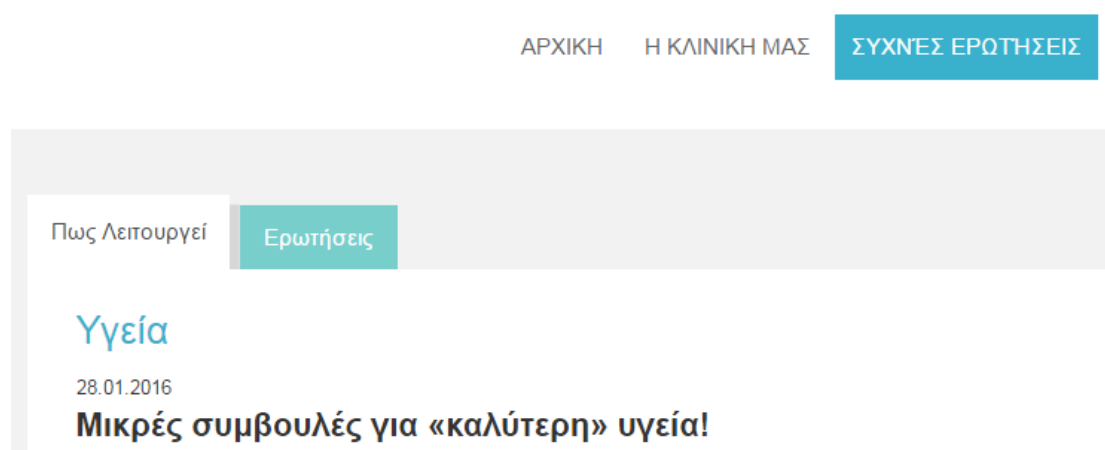 ΑΡΧΙΚΗ Η ΚΛΙΝΙΚΗ ΜΑΣ ΣΥΧΝΈΣ ΕΡΩΤΉΣΕΙΣ
Πως Λειτουργεί Ερωτήσεις
Υγεία
28.01.2016
Μικρές συμβουλές για «καλύτερη» υγεία!